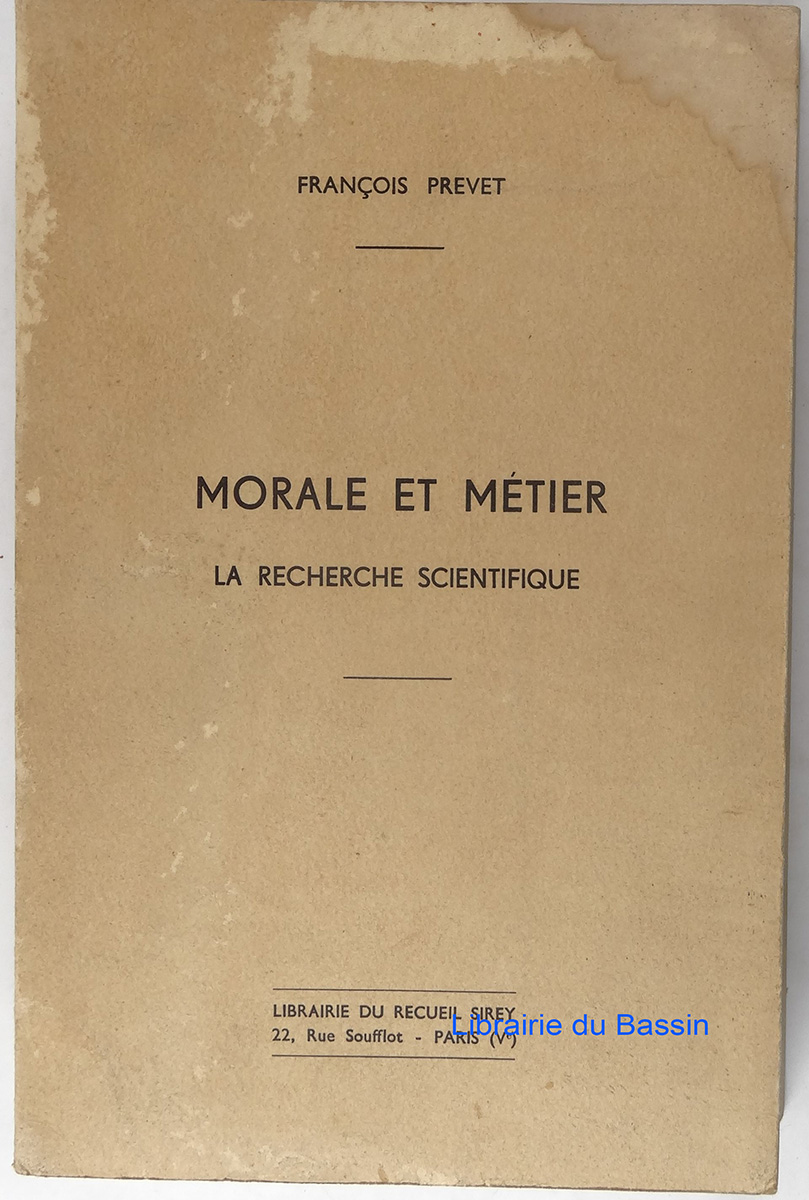 FRANÇOIS PREVET
MORALE ET MÉTIER
LA RECHERCHE SCIENTIFIQUE
LIBRAIRIE DU RECUEIL SIREY
22, Rue Soufflot - PARIS (Vᵉ)
Librairie du Bassin